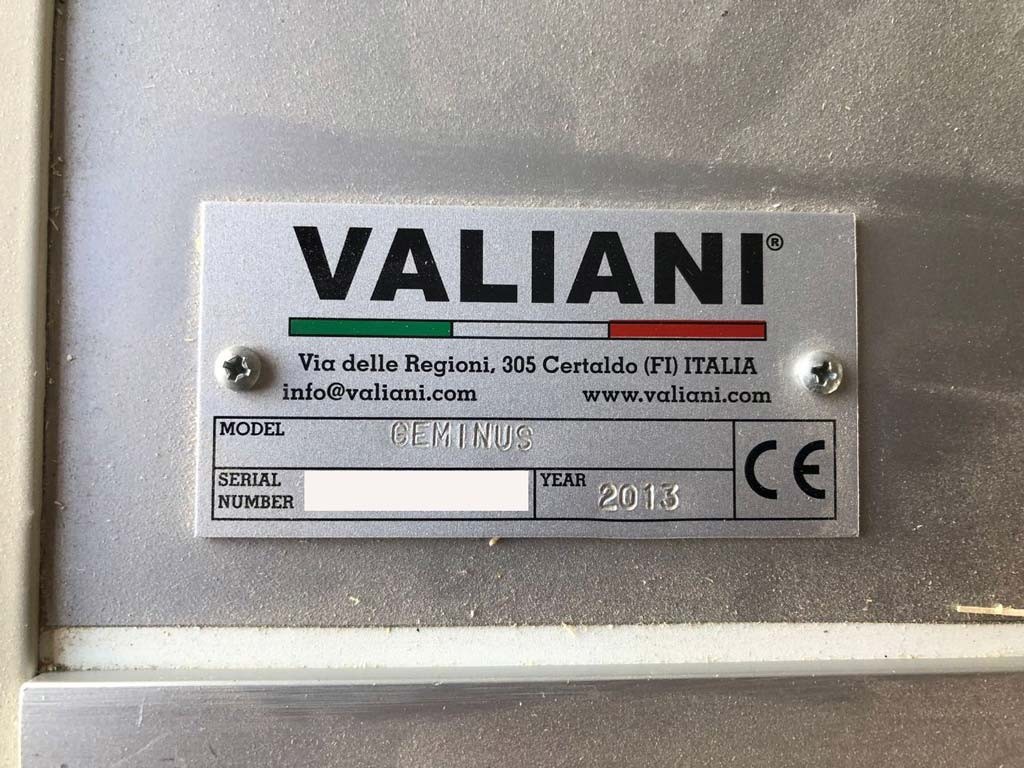 VALIANI®
Via delle Regioni, 305 Certaldo (FI) ITALIA
info@valiani.com www.valiani.com
MODEL GEMINUS
SERIAL NUMBER
YEAR 2013
CE